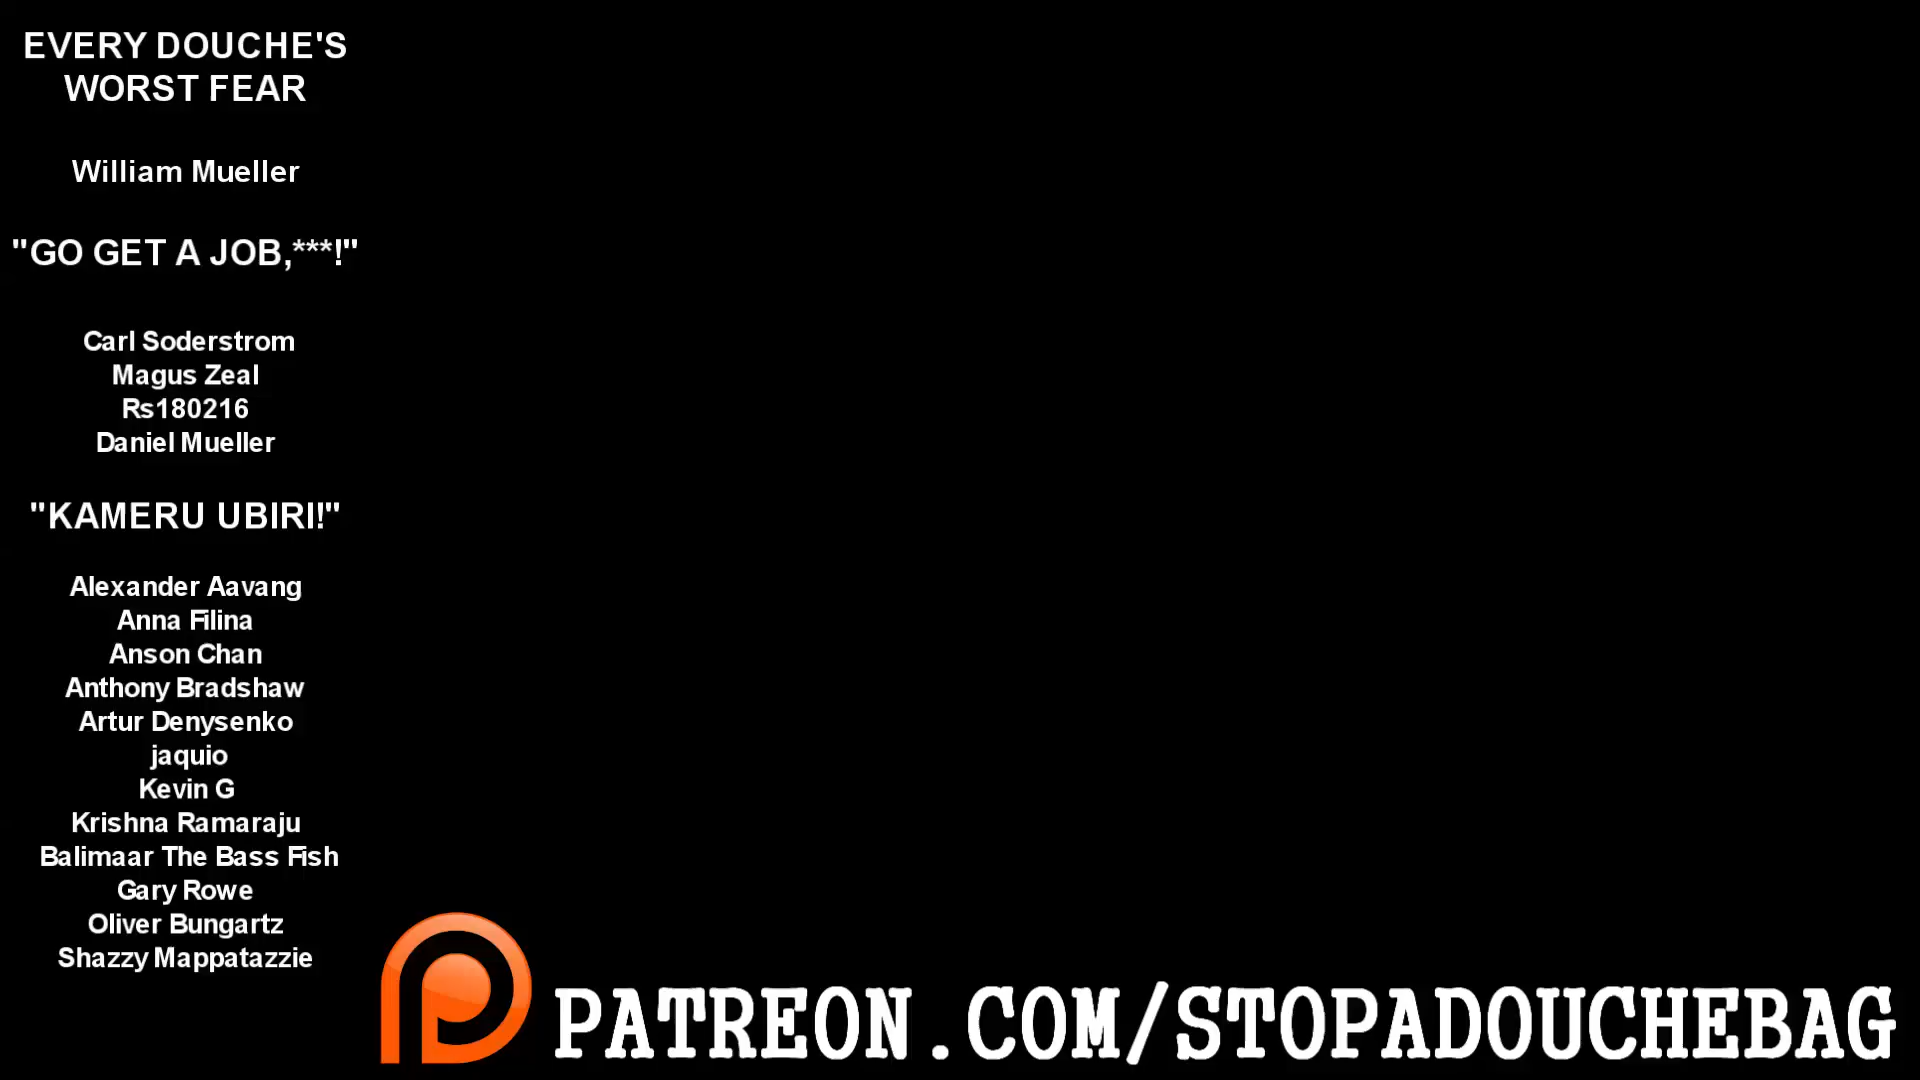 EVERY DOUCHE'S
WORST FEAR
William Mueller
"GO GET A JOB,***!"
Carl Soderstrom
Magus Zeal
Rs180216
Daniel Mueller
"KAMERU UBIRI!"
Alexander Aavang
Anna Filina
Anson Chan
Anthony Bradshaw
Artur Denysenko
jaquio
Kevin G
Krishna Ramaraju
Balimaar The Bass Fish
Gary Rowe
Oliver Bungartz
Shazzy Mappatazzie
PATREON.COM/STOPADOUCHEBAG